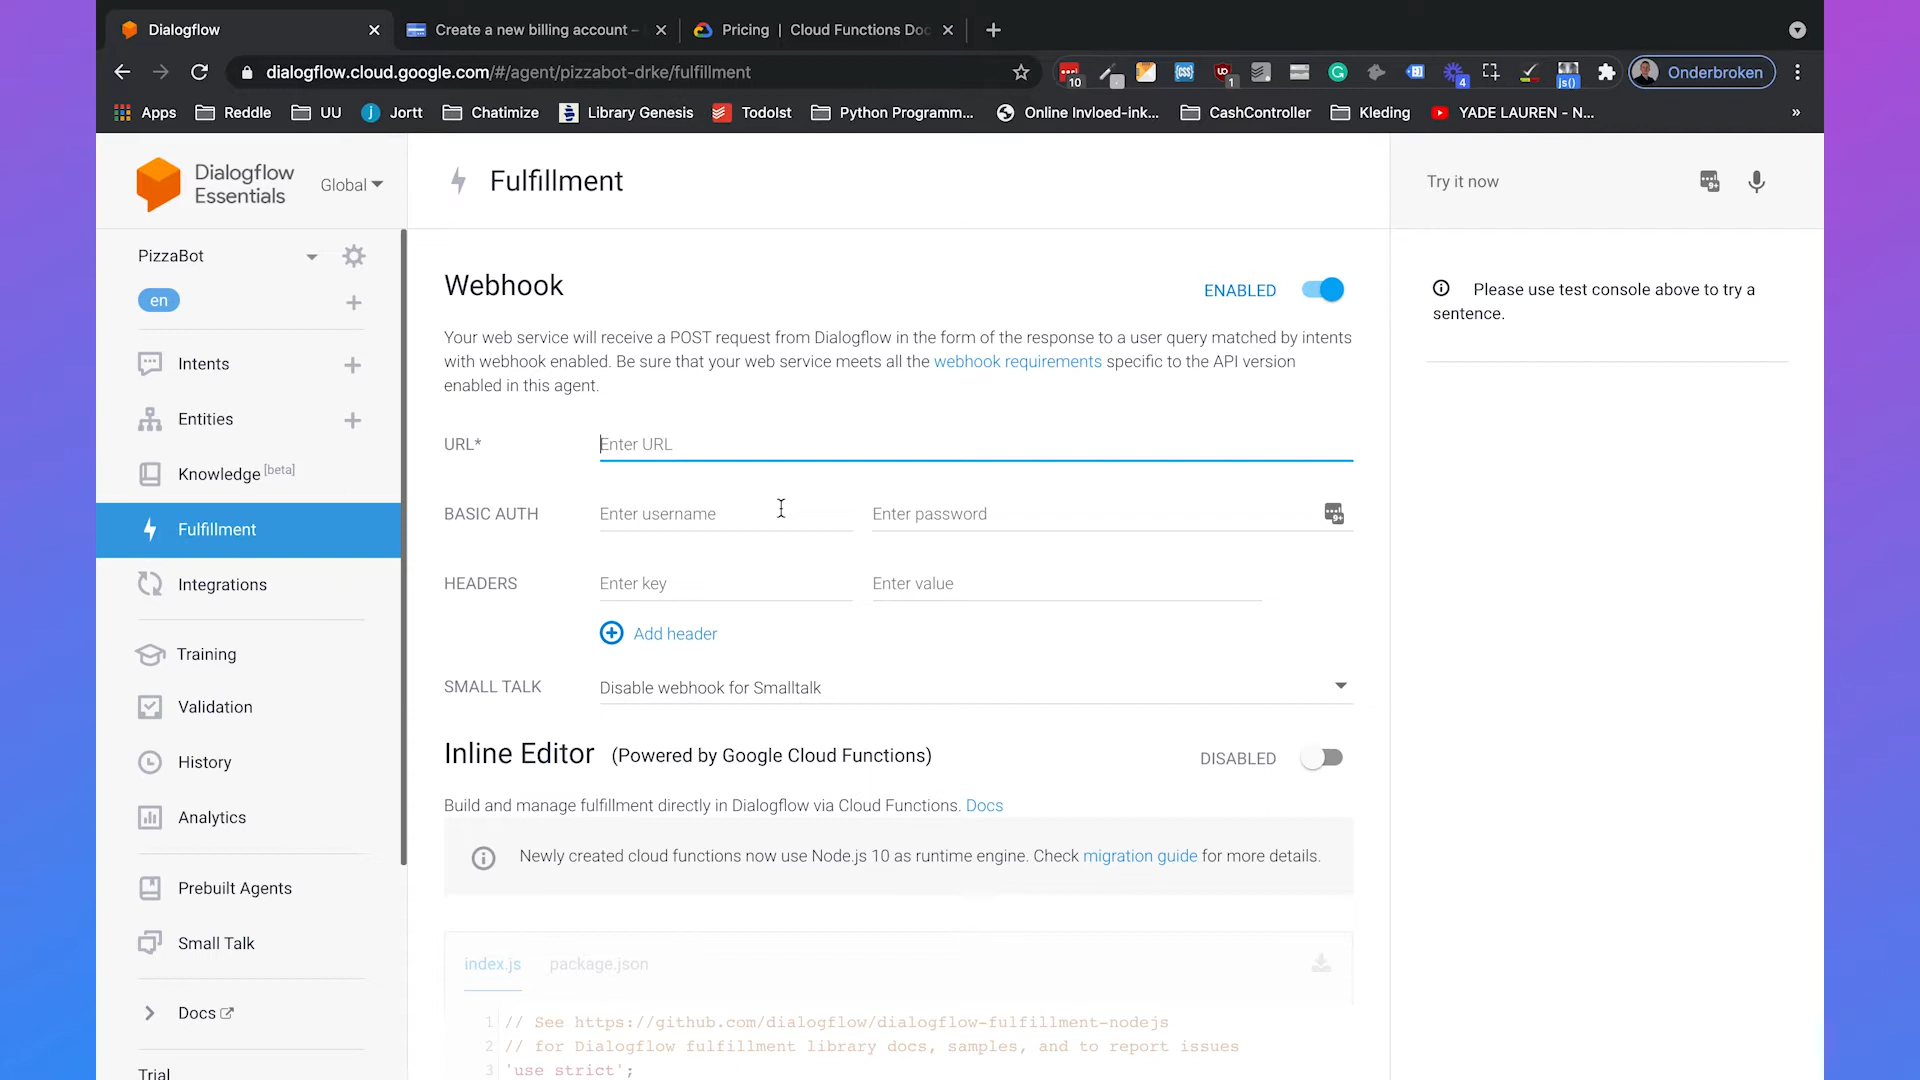 Dialogflow
Create a new billing account –
Pricing | Cloud Functions Doc
dialogflow.cloud.google.com/#/agent/pizzabot-drke/fulfillment
10
1
4
js()
Onderbroken
Apps
Reddle
UU
Jortt
Chatimize
Library Genesis
TodoIst
Python Programm...
Online Invloed-ink...
CashController
Kleding
YADE LAUREN - N...
»
Dialogflow
Essentials
Global
Fulfillment
Try it now
PizzaBot
en
Intents
Entities
Knowledge [beta]
Fulfillment
Integrations
Training
Validation
History
Analytics
Prebuilt Agents
Small Talk
Docs
Trial
Webhook
ENABLED
Your web service will receive a POST request from Dialogflow in the form of the response to a user query matched by intents
with webhook enabled. Be sure that your web service meets all the webhook requirements specific to the API version
enabled in this agent.
URL*
Enter URL
BASIC AUTH
Enter username
Enter password
HEADERS
Enter key
Enter value
Add header
SMALL TALK
Disable webhook for Smalltalk
Inline Editor (Powered by Google Cloud Functions)
DISABLED
Build and manage fulfillment directly in Dialogflow via Cloud Functions. Docs
Newly created cloud functions now use Node.js 10 as runtime engine. Check migration guide for more details.
index.js
package.json
1 // See https://github.com/dialogflow/dialogflow-fulfillment-nodejs
2 // for Dialogflow fulfillment library docs, samples, and to report issues
3 'use strict';
Please use test console above to try a
sentence.